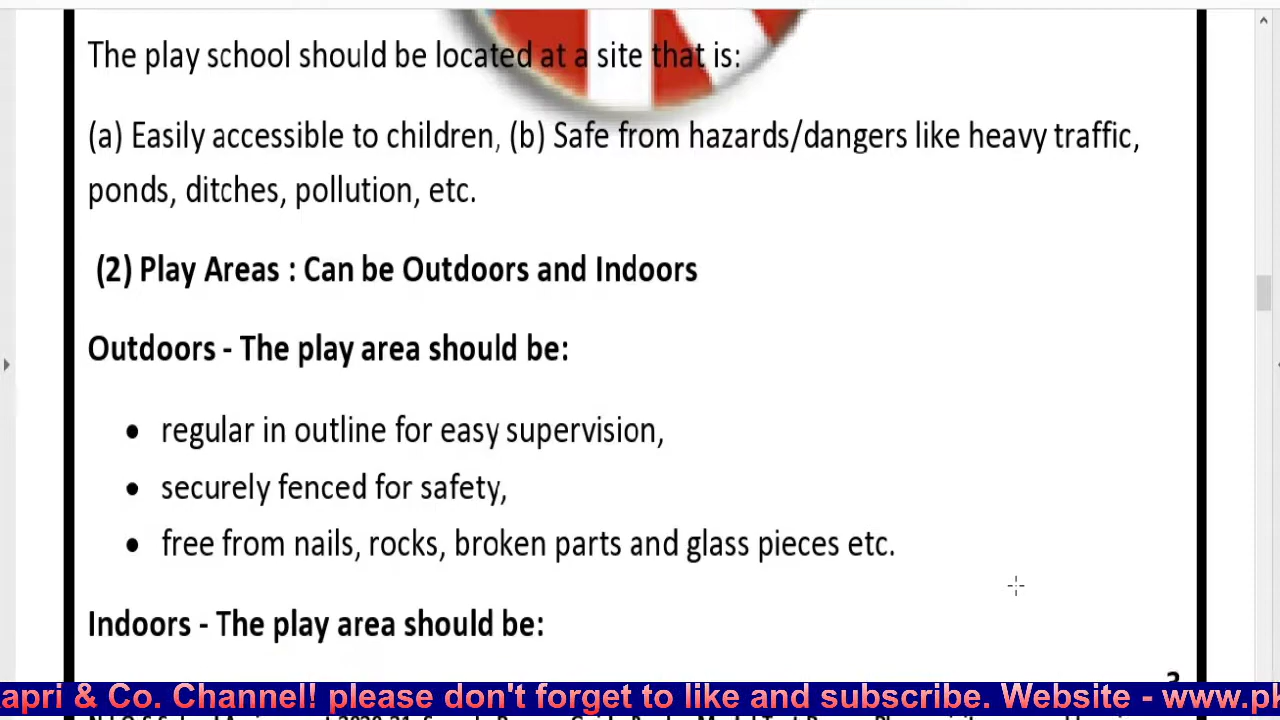 The play school should be located at a site that is:
(a) Easily accessible to children, (b) Safe from hazards/dangers like heavy traffic,
ponds, ditches, pollution, etc.
(2) Play Areas : Can be Outdoors and Indoors
Outdoors - The play area should be:
• regular in outline for easy supervision,
• securely fenced for safety,
• free from nails, rocks, broken parts and glass pieces etc.
Indoors - The play area should be:
apri & Co. Channel! please don't forget to like and subscribe. Website - www.p